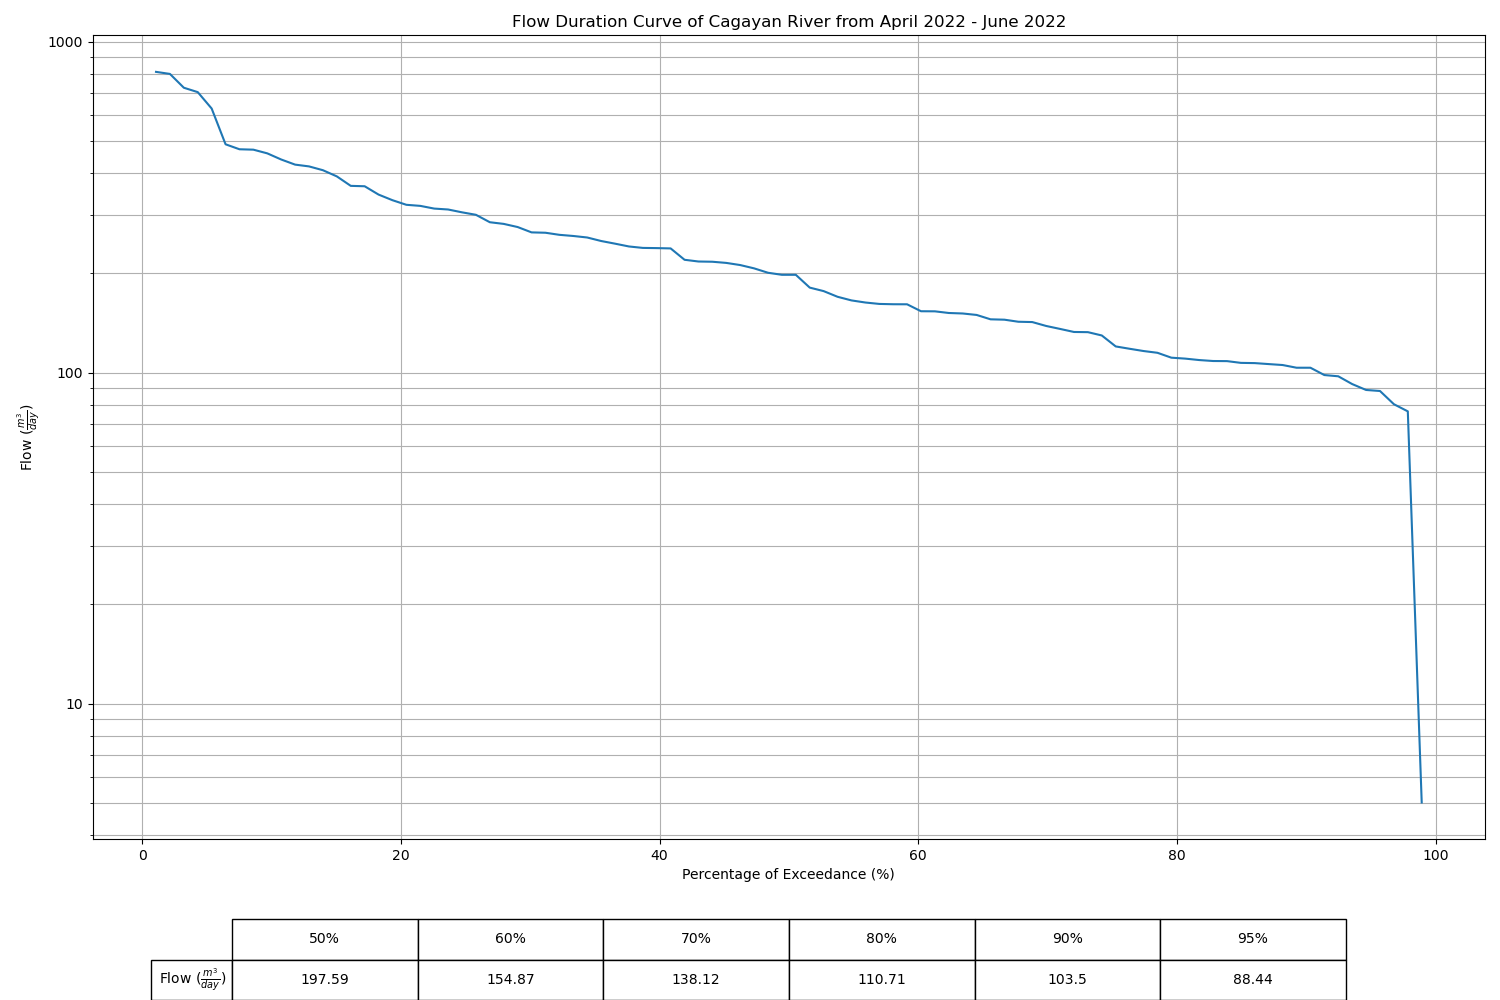 Flow Duration Curve of Cagayan River from April 2022 - June 2022
1000
100
10
Flow (m³/day)
0 20 40 60 80 100
Percentage of Exceedance (%)
50% 60% 70% 80% 90% 95%
Flow (m³/day) 197.59 154.87 138.12 110.71 103.5 88.44